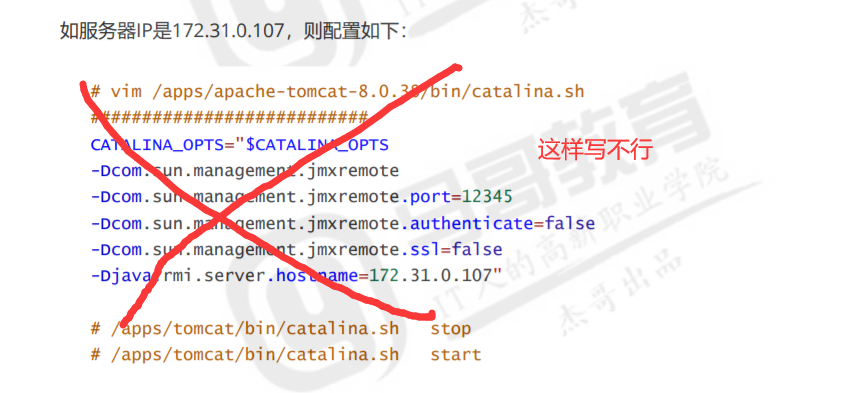 如服务器IP是172.31.0.107，则配置如下：
# vim /apps/apache-tomcat-8.0.38/bin/catalina.sh
###########################
CATALINA_OPTS="$CATALINA_OPTS
这样写不行
-Dcom.sun.management.jmxremote
-Dcom.sun.management.jmxremote.port=12345
-Dcom.sun.management.jmxremote.authenticate=false
-Dcom.sun.management.jmxremote.ssl=false
-Djava.rmi.server.hostname=172.31.0.107"
# /apps/tomcat/bin/catalina.sh   stop
# /apps/tomcat/bin/catalina.sh   start
马哥教育
IT人的高薪职业学院
杰哥出品